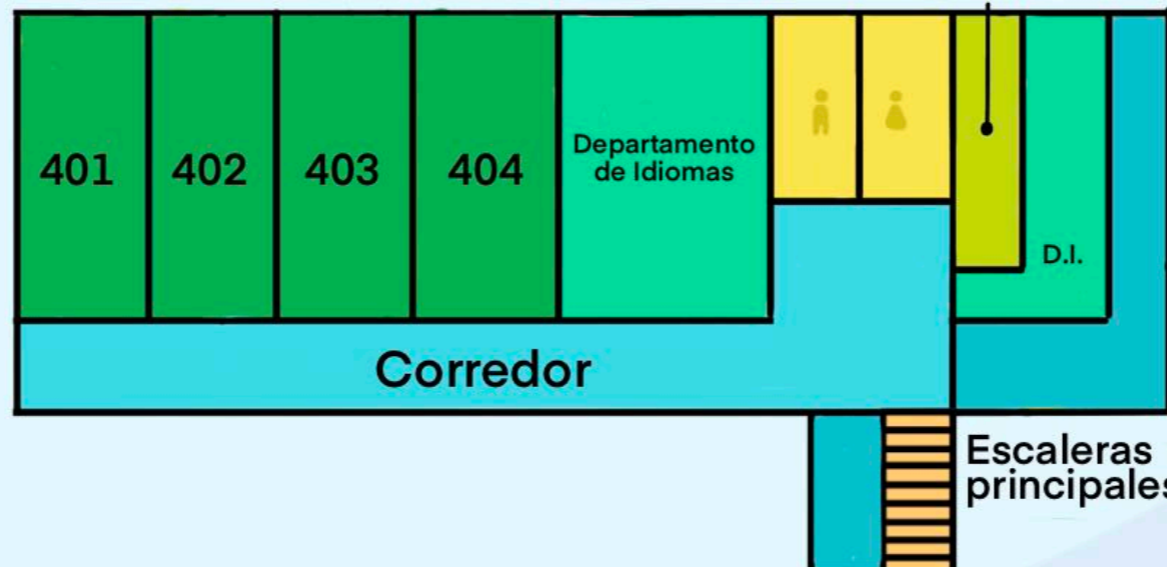 401
402
403
404
Departamento
de Idiomas
D.I.
Corredor
Escaleras
principales